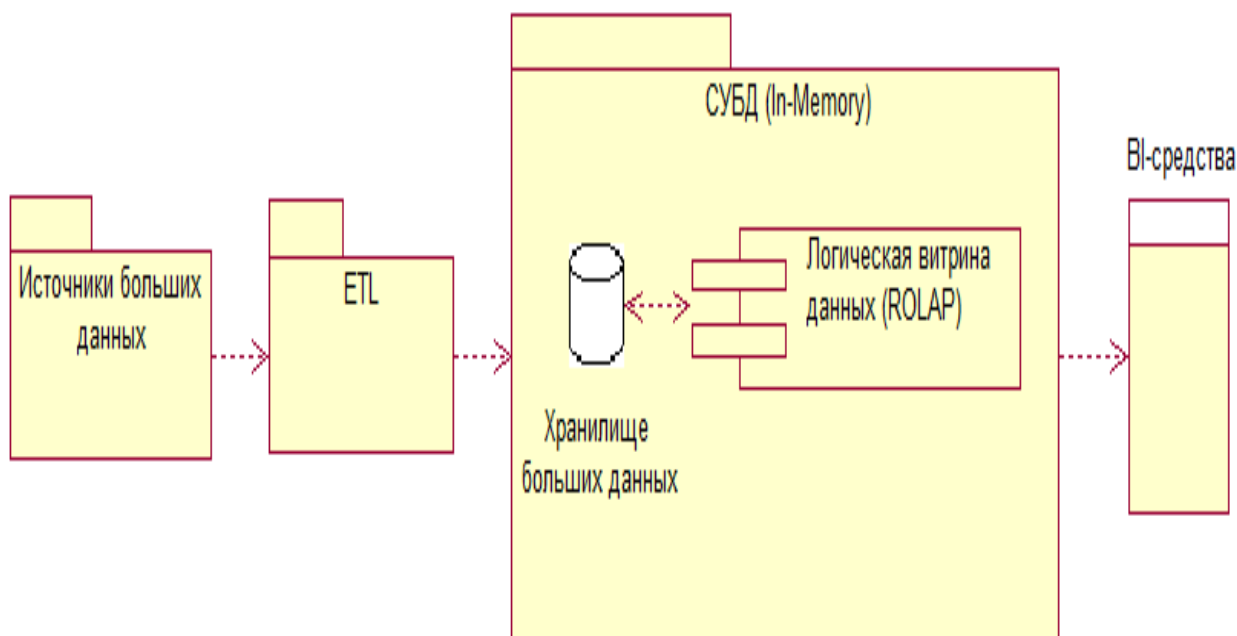 СУБД (In-Memory)
BI-средства
Источники больших
данных
ETL
Логическая витрина
данных (ROLAP)
Хранилище
больших данных